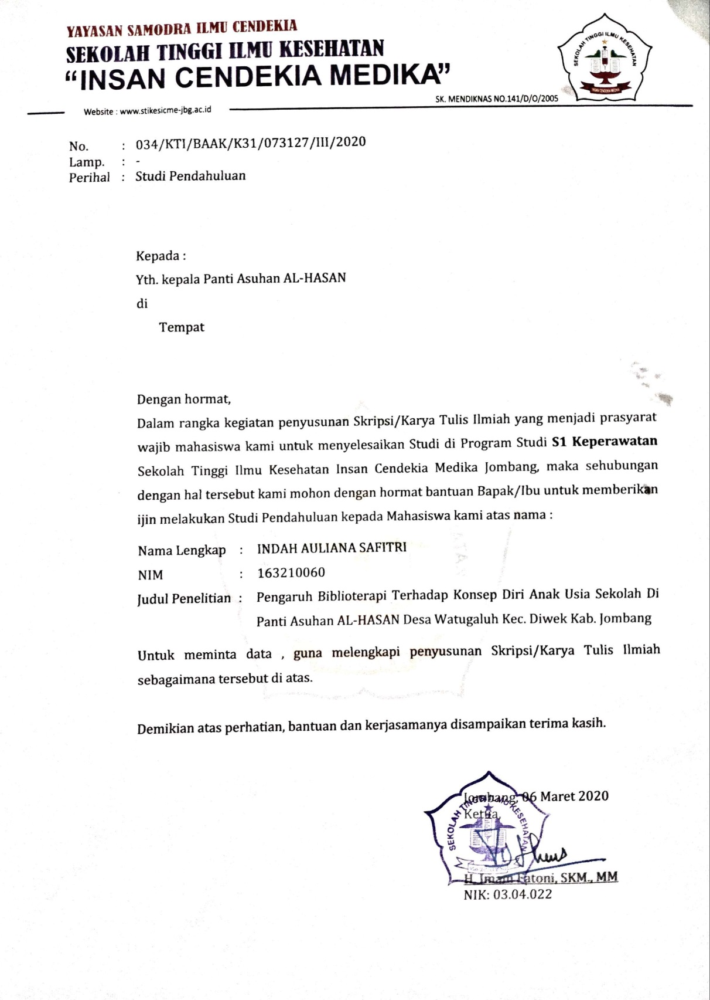 YAYASAN SAMODRA ILMU CENDEKIA
SEKOLAH TINGGI ILMU KESEHATAN
“INSAN CENDEKIA MEDIKA”
SEKOLAH TINGGI ILMU KESEHATAN
INSAN CENDEKIA MEDIKA
SK. MENDIKNAS NO.141/D/O/2005
Website : www.stikesicme-jbg.ac.id
No. : 034/KTI/BAAK/K31/073127/III/2020
Lamp. : -
Perihal : Studi Pendahuluan
Kepada :
Yth. kepala Panti Asuhan AL-HASAN
di
Tempat
Dengan hormat,
Dalam rangka kegiatan penyusunan Skripsi/Karya Tulis Ilmiah yang menjadi prasyarat
wajib mahasiswa kami untuk menyelesaikan Studi di Program Studi S1 Keperawatan
Sekolah Tinggi Ilmu Kesehatan Insan Cendekia Medika Jombang, maka sehubungan
dengan hal tersebut kami mohon dengan hormat bantuan Bapak/Ibu untuk memberikan
ijin melakukan Studi Pendahuluan kepada Mahasiswa kami atas nama :
Nama Lengkap : INDAH AULIANA SAFITRI
NIM : 163210060
Judul Penelitian : Pengaruh Biblioterapi Terhadap Konsep Diri Anak Usia Sekolah Di
Panti Asuhan AL-HASAN Desa Watugaluh Kec. Diwek Kab. Jombang
Untuk meminta data , guna melengkapi penyusunan Skripsi/Karya Tulis Ilmiah
sebagaimana tersebut di atas.
Demikian atas perhatian, bantuan dan kerjasamanya disampaikan terima kasih.
Jombang, 06 Maret 2020
Ketua,
SEKOLAH TINGGI ILMU KESEHATAN
H. Imam Fatoni, SKM., MM
NIK: 03.04.022